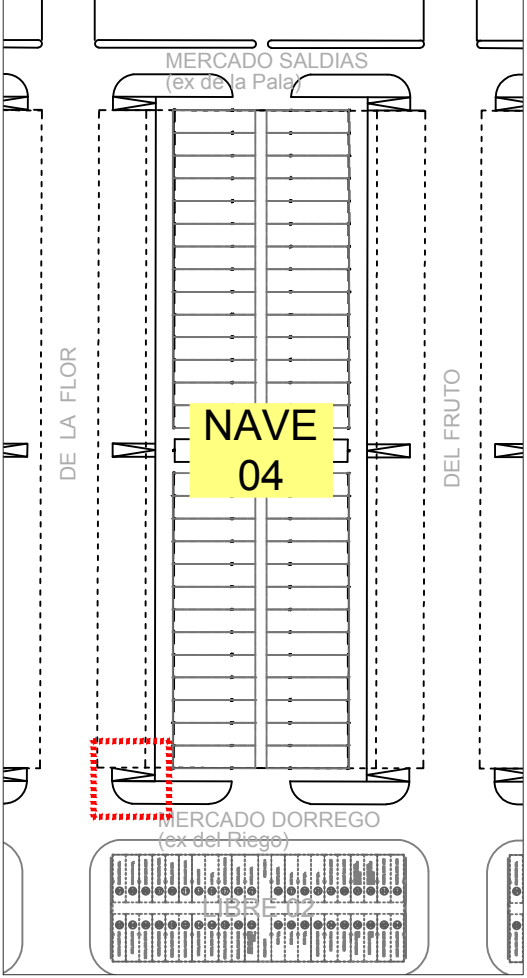 MERCADO SALDIAS
(ex de la Pala)
DE LA FLOR
DEL FRUTO
NAVE
04
MERCADO DORREGO
(ex del Riego)
LIBRE 02